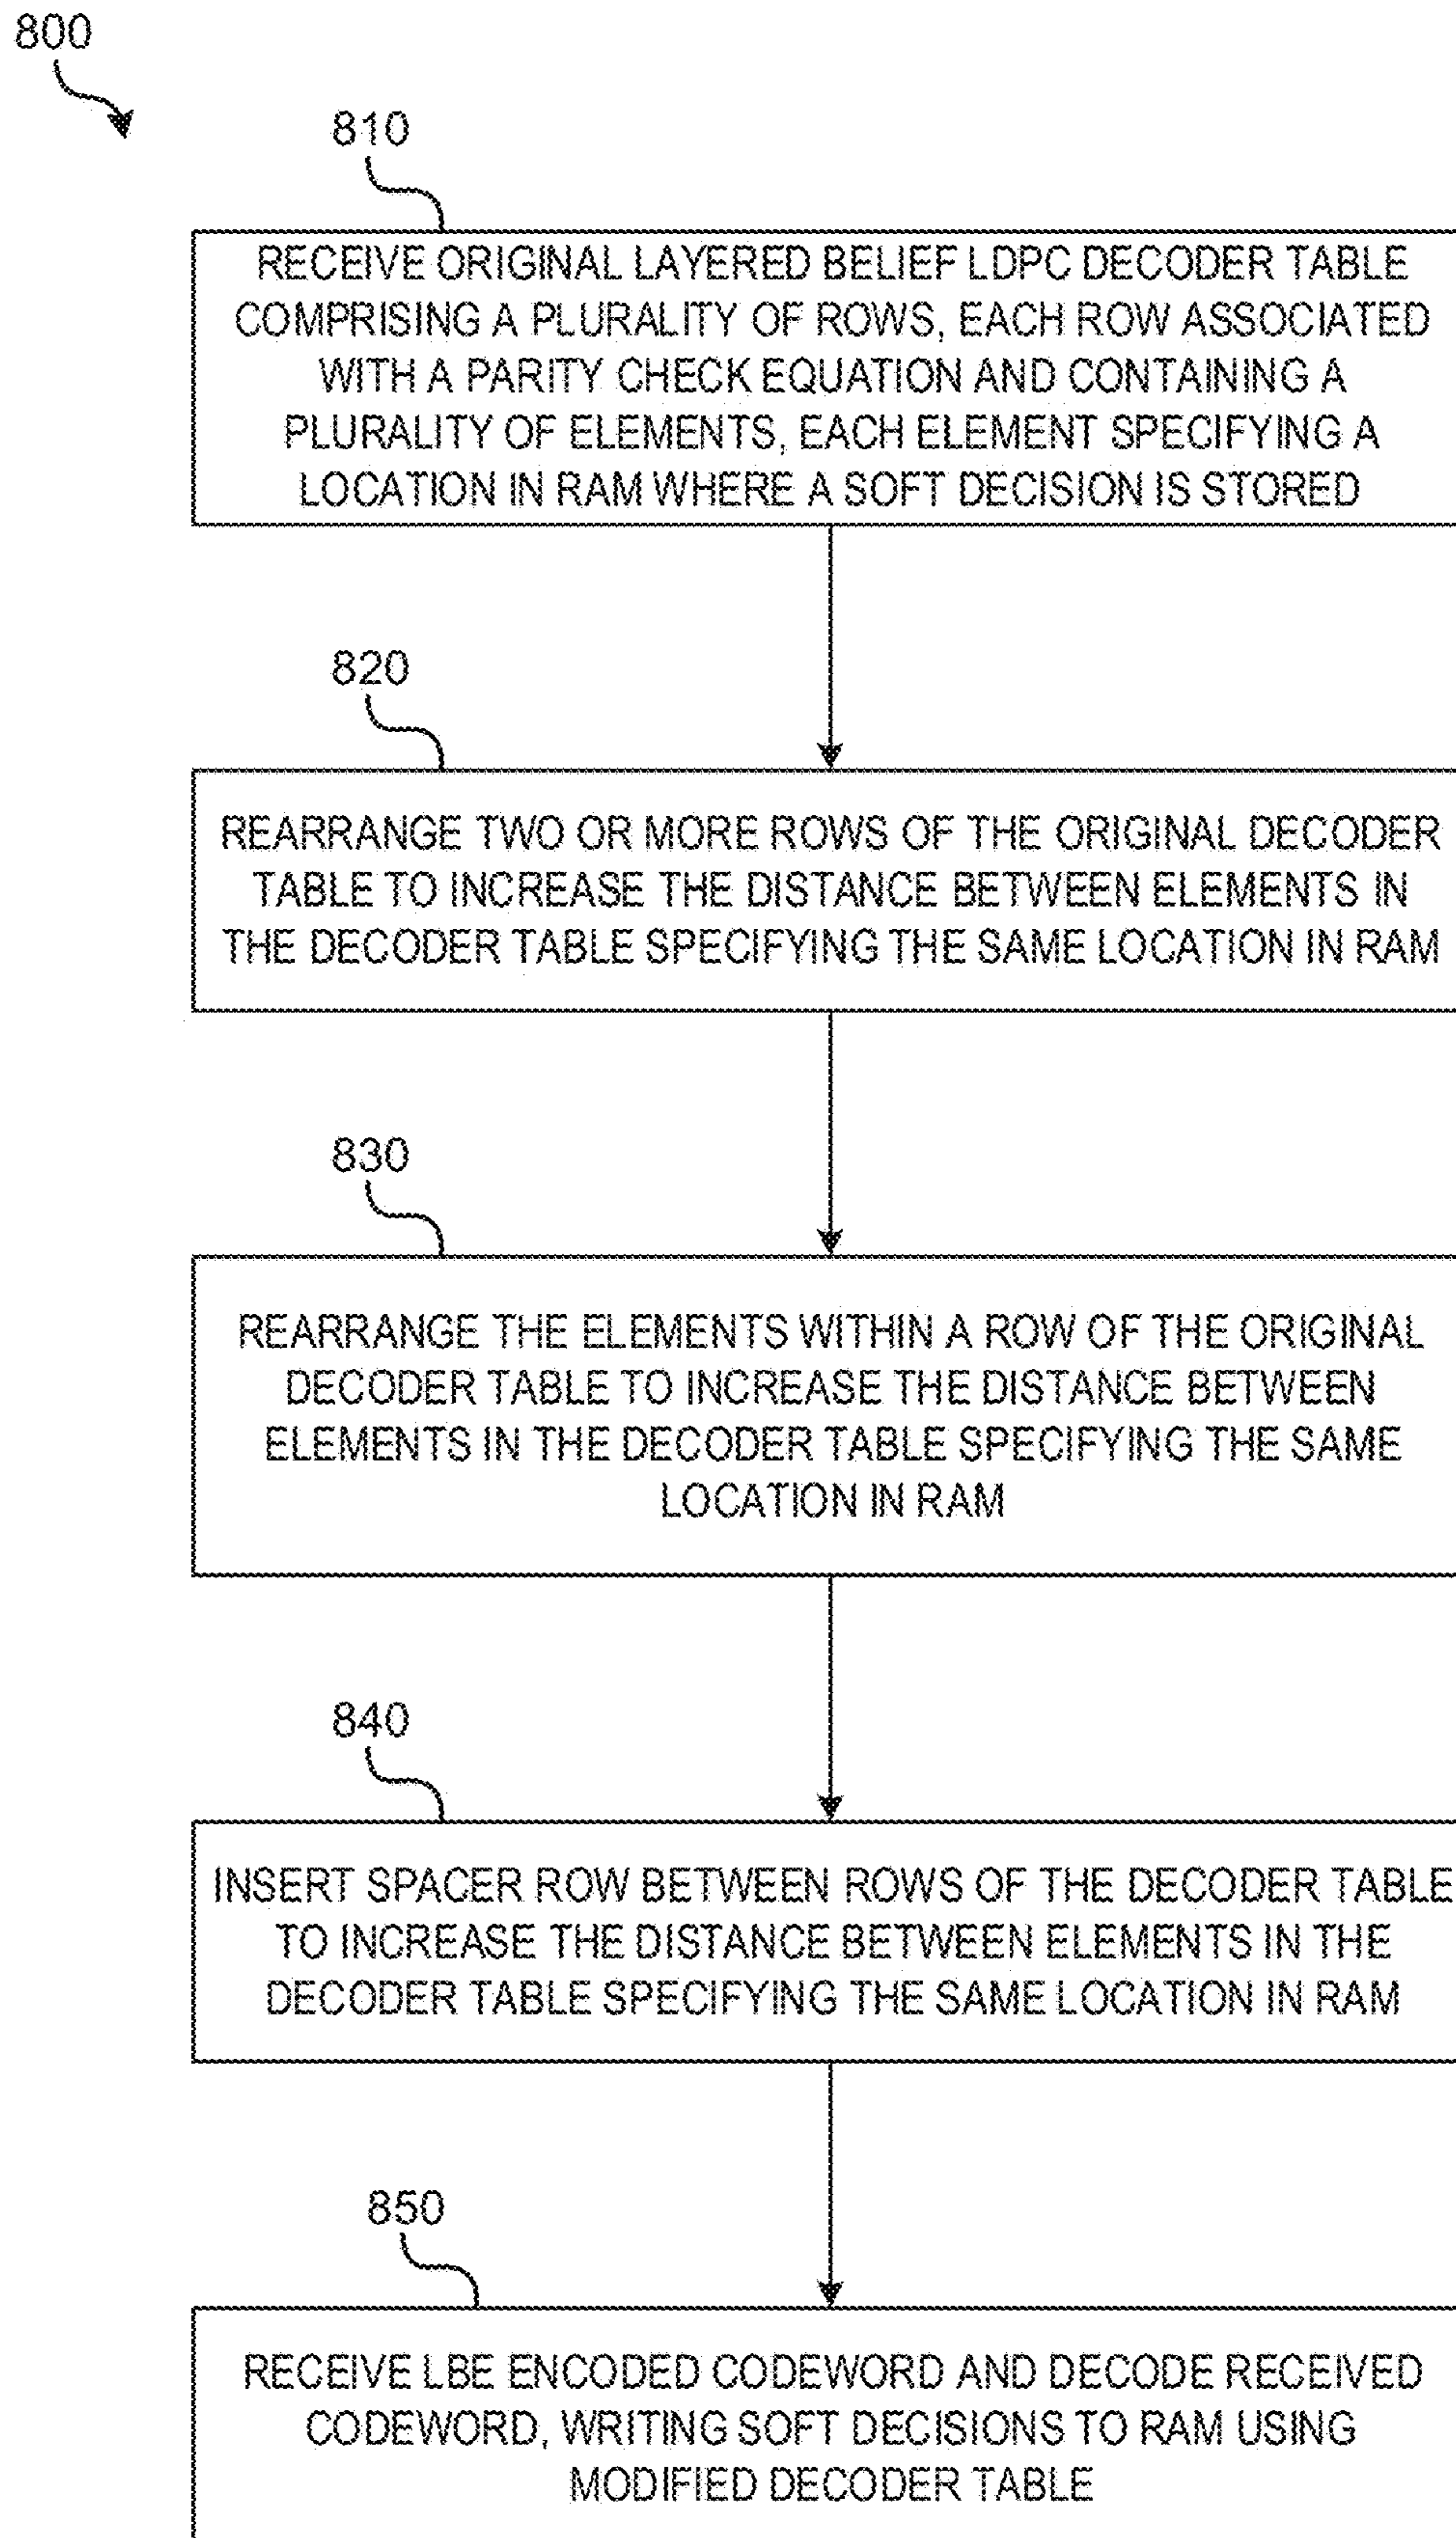 800
810
RECEIVE ORIGINAL LAYERED BELIEF LDPC DECODER TABLE
COMPRISING A PLURALITY OF ROWS, EACH ROW ASSOCIATED
WITH A PARITY CHECK EQUATION AND CONTAINING A
PLURALITY OF ELEMENTS, EACH ELEMENT SPECIFYING A
LOCATION IN RAM WHERE A SOFT DECISION IS STORED
820
REARRANGE TWO OR MORE ROWS OF THE ORIGINAL DECODER
TABLE TO INCREASE THE DISTANCE BETWEEN ELEMENTS IN
THE DECODER TABLE SPECIFYING THE SAME LOCATION IN RAM
830
REARRANGE THE ELEMENTS WITHIN A ROW OF THE ORIGINAL
DECODER TABLE TO INCREASE THE DISTANCE BETWEEN
ELEMENTS IN THE DECODER TABLE SPECIFYING THE SAME
LOCATION IN RAM
840
INSERT SPACER ROW BETWEEN ROWS OF THE DECODER TABLE
TO INCREASE THE DISTANCE BETWEEN ELEMENTS IN THE
DECODER TABLE SPECIFYING THE SAME LOCATION IN RAM
850
RECEIVE LBE ENCODED CODEWORD AND DECODE RECEIVED
CODEWORD, WRITING SOFT DECISIONS TO RAM USING
MODIFIED DECODER TABLE